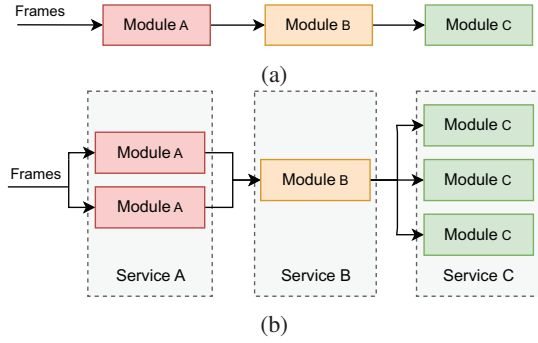 Frames
Module A
Module B
Module C
(a)
Module C
Module A
Frames
Module B
Module C
Module A
Module C
Service A
Service B
Service C
(b)